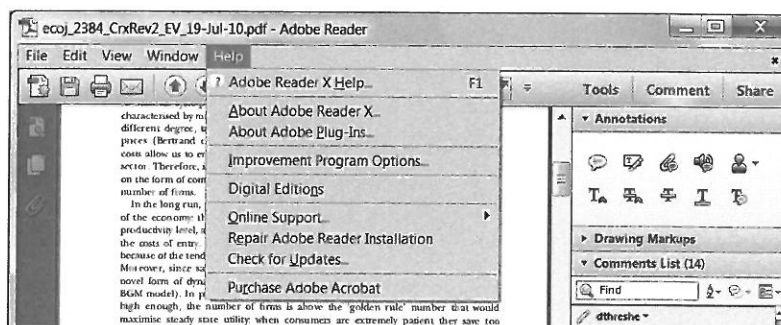 ecoj_2384_CrxRev2_EV_19-Jul-10.pdf - Adobe Reader
File Edit View Window Help
Tools Comment Share
? Adobe Reader X Help... F1
About Adobe Reader X...
About Adobe Plug-Ins...
Improvement Program Options...
Digital Editions
Online Support...
Repair Adobe Reader Installation
Check for Updates...
Purchase Adobe Acrobat
characterised by
different degree,
prices (Bertrand
costs allow us to
sector. Therefore,
on the form of
number of firms.
In the long run,
of the economy:
productivity level,
the costs of entry.
because of the
Moreover, since
novel form of
BGM model). In
high enough, the number of firms is above the 'golden rule' number that would
maximise steady state utility when consumers are extremely patient they save too
Annotations
Drawing Markups
Comments List (14)
Find
dthreshe